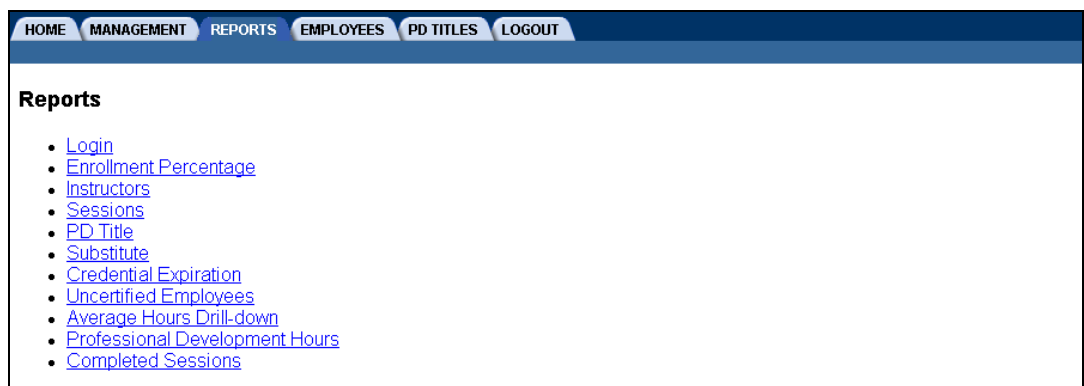 HOME MANAGEMENT REPORTS EMPLOYEES PD TITLES LOGOUT
Reports
Login
Enrollment Percentage
Instructors
Sessions
PD Title
Substitute
Credential Expiration
Uncertified Employees
Average Hours Drill-down
Professional Development Hours
Completed Sessions